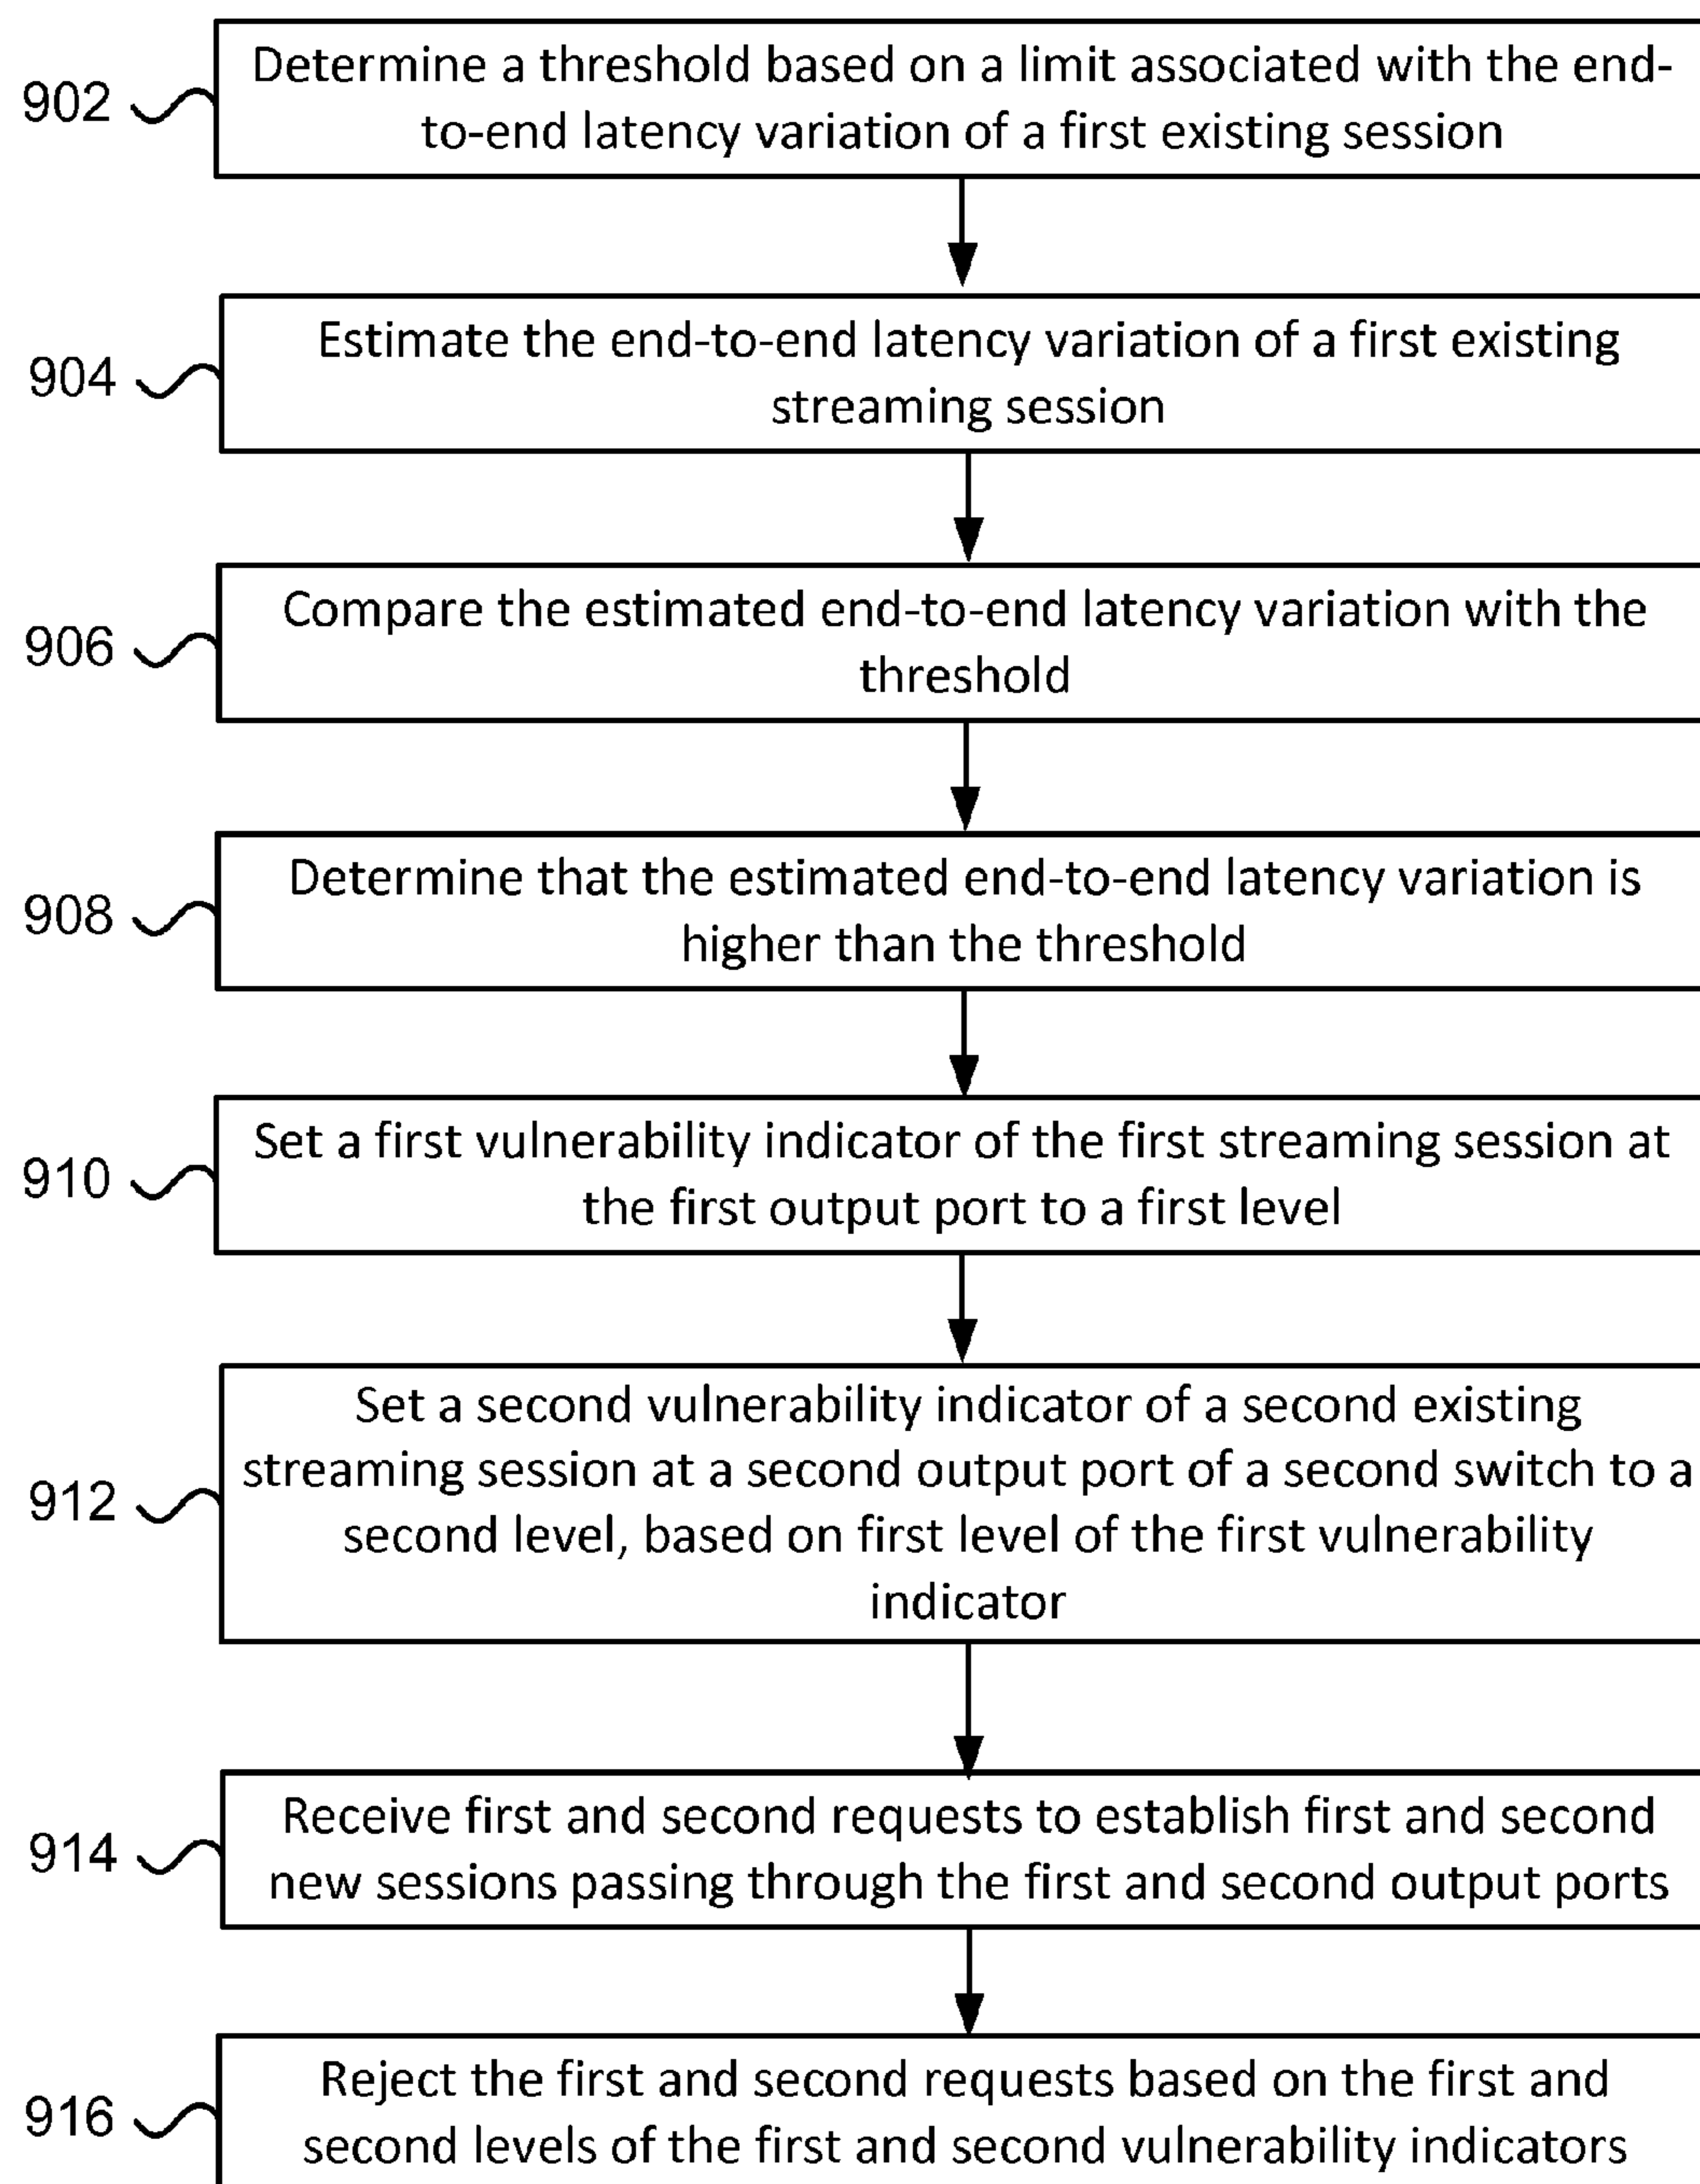 902
Determine a threshold based on a limit associated with the end-
to-end latency variation of a first existing session
904
Estimate the end-to-end latency variation of a first existing
streaming session
906
Compare the estimated end-to-end latency variation with the
threshold
908
Determine that the estimated end-to-end latency variation is
higher than the threshold
910
Set a first vulnerability indicator of the first streaming session at
the first output port to a first level
912
Set a second vulnerability indicator of a second existing
streaming session at a second output port of a second switch to a
second level, based on first level of the first vulnerability
indicator
914
Receive first and second requests to establish first and second
new sessions passing through the first and second output ports
916
Reject the first and second requests based on the first and
second levels of the first and second vulnerability indicators